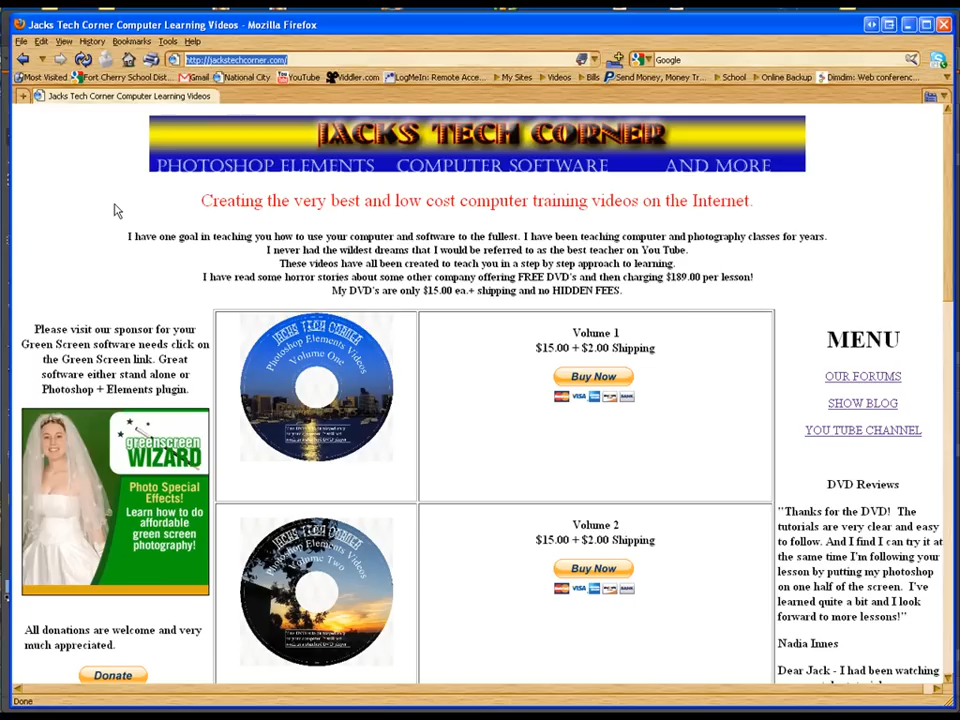 Jacks Tech Corner Computer Learning Videos - Mozilla Firefox
File Edit View History Bookmarks Tools Help
http://jackstechcorner.com/
Google
Most Visited Fort Cherry School Dist... Gmail National City YouTube Viddler.com LogMeIn: Remote Acce... My Sites Videos Bills Send Money, Money Tr... School Online Backup Dimdim: Web conferenc...
Jacks Tech Corner Computer Learning Videos
JACKS TECH CORNER
PHOTOSHOP ELEMENTS COMPUTER SOFTWARE AND MORE
Creating the very best and low cost computer training videos on the Internet.
I have one goal in teaching you how to use your computer and software to the fullest. I have been teaching computer and photography classes for years.
I never had the wildest dreams that I would be referred to as the best teacher on You Tube.
These videos have all been created to teach you in a step by step approach to learning.
I have read some horror stories about some other company offering FREE DVD's and then charging $189.00 per lesson!
My DVD's are only $15.00 ea.+ shipping and no HIDDEN FEES.
Please visit our sponsor for your
Green Screen software needs click on
the Green Screen link. Great
software either stand alone or
Photoshop + Elements plugin.
greenscreen
WIZARD
Photo Special
Effects!
Learn how to do
affordable
green screen
photography!
All donations are welcome and very
much appreciated.
Donate
JACKS TECH CORNER
Photoshop Elements Videos
Volume One
Volume 1
$15.00 + $2.00 Shipping
Buy Now
VISA
BANK
JACKS TECH CORNER
Photoshop Elements Videos
Volume Two
Volume 2
$15.00 + $2.00 Shipping
Buy Now
VISA
BANK
MENU
OUR FORUMS
SHOW BLOG
YOU TUBE CHANNEL
DVD Reviews
"Thanks for the DVD! The
tutorials are very clear and easy
to follow. And I find I can try it at
the same time I'm following your
lesson by putting my photoshop
on one half of the screen. I've
learned quite a bit and I look
forward to more lessons!"
Nadia Innes
Dear Jack - I had been watching
Done